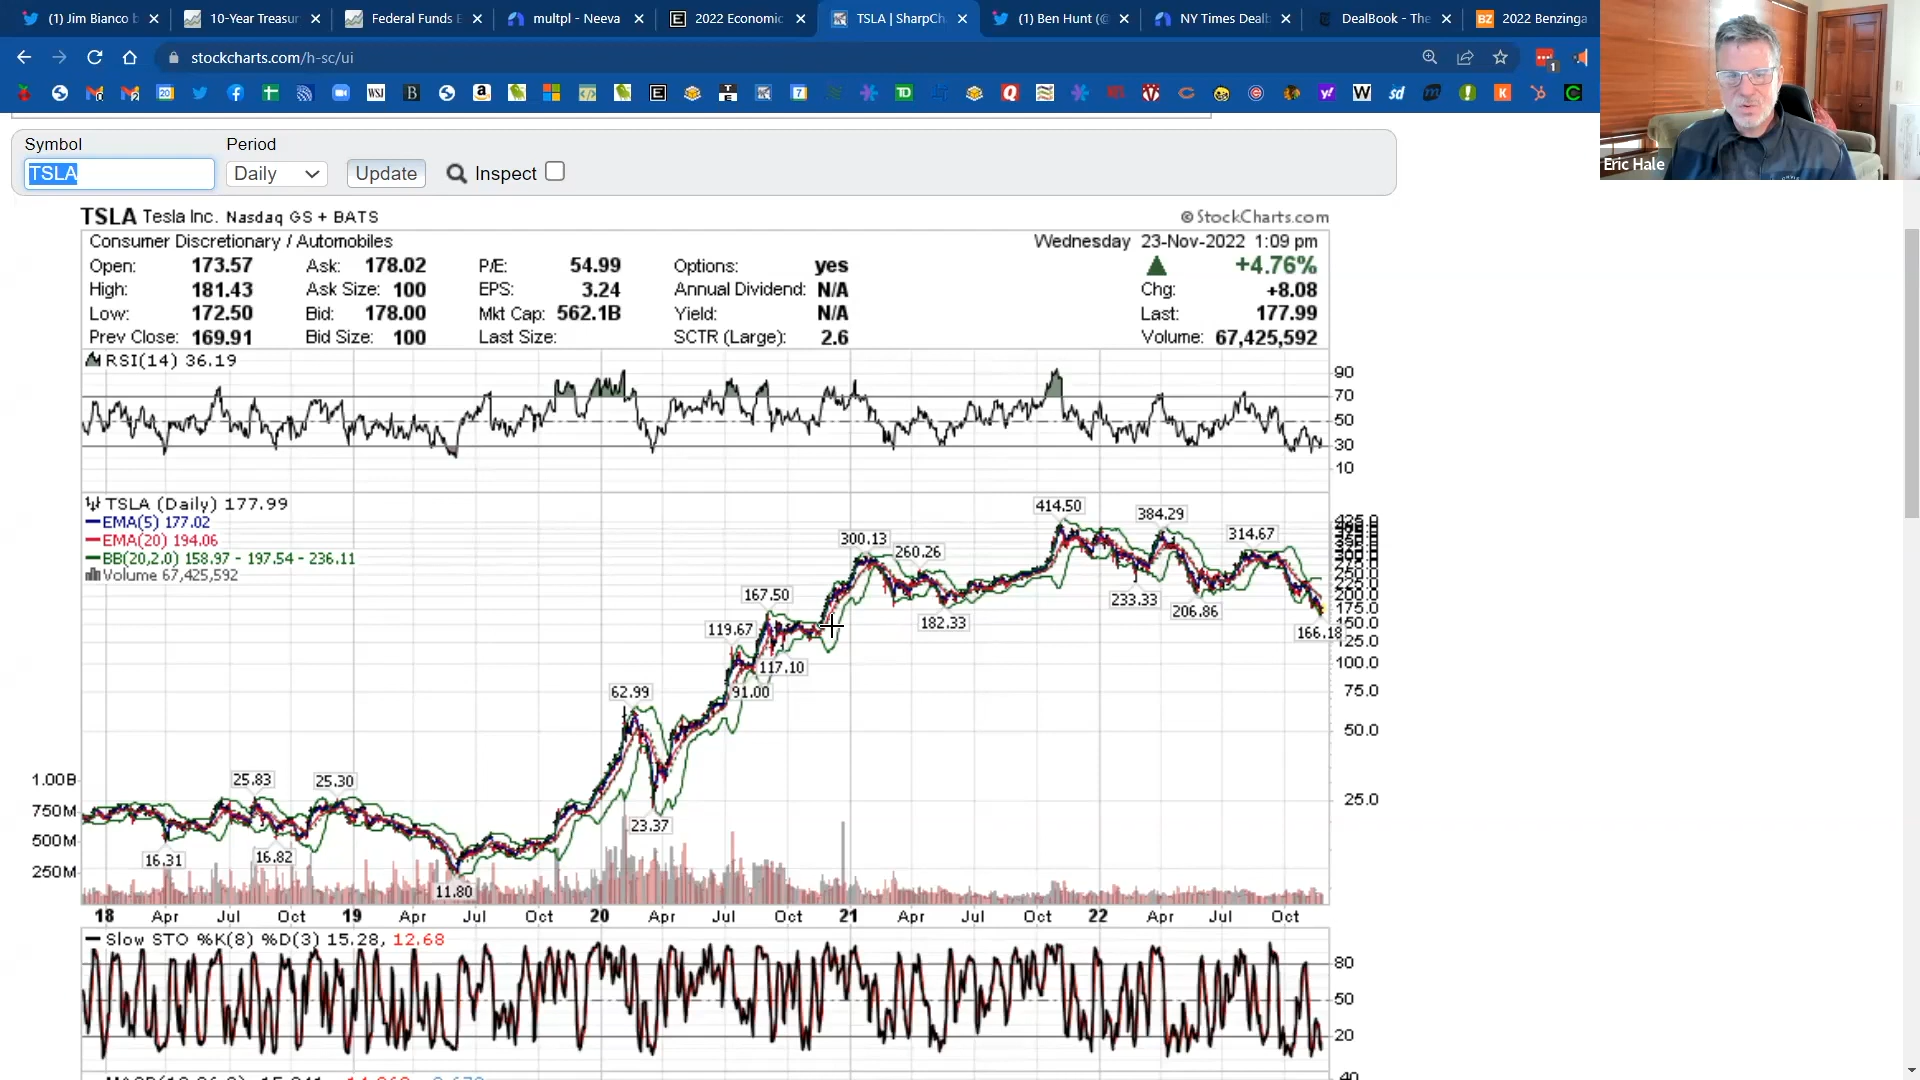 (1) Jim Bianco b
10-Year Treasur
Federal Funds E
multpl - Neeva
2022 Economic
TSLA | SharpCh
(1) Ben Hunt (@
NY Times Dealb
DealBook - The
2022 Benzinga
stockcharts.com/h-sc/ui
Eric Hale
Symbol
Period
TSLA
Daily
Update
Inspect
TSLA Tesla Inc. Nasdaq GS + BATS
© StockCharts.com
Consumer Discretionary / Automobiles
Wednesday 23-Nov-2022 1:09 pm
Open: 173.57 Ask: 178.02 P/E: 54.99 Options: yes +4.76%
High: 181.43 Ask Size: 100 EPS: 3.24 Annual Dividend: N/A Chg: +8.08
Low: 172.50 Bid: 178.00 Mkt Cap: 562.1B Yield: N/A Last: 177.99
Prev Close: 169.91 Bid Size: 100 Last Size: SCTR (Large): 2.6 Volume: 67,425,592
RSI(14) 36.19
90
70
50
30
10
TSLA (Daily) 177.99
EMA(5) 177.02
EMA(20) 194.06
BB(20,2.0) 158.97 - 197.54 - 236.11
Volume 67,425,592
414.50
384.29
314.67
300.13
260.26
167.50
119.67
117.10
91.00
182.33
233.33
206.86
166.18
62.99
23.37
25.83
25.30
16.31
16.82
11.80
425.0
300.0
250.0
225.0
200.0
175.0
150.0
125.0
100.0
75.0
50.0
25.0
1.00B
750M
500M
250M
18 Apr Jul Oct 19 Apr Jul Oct 20 Apr Jul Oct 21 Apr Jul Oct 22 Apr Jul Oct
Slow STO %K(8) %D(3) 15.28, 12.68
80
50
20